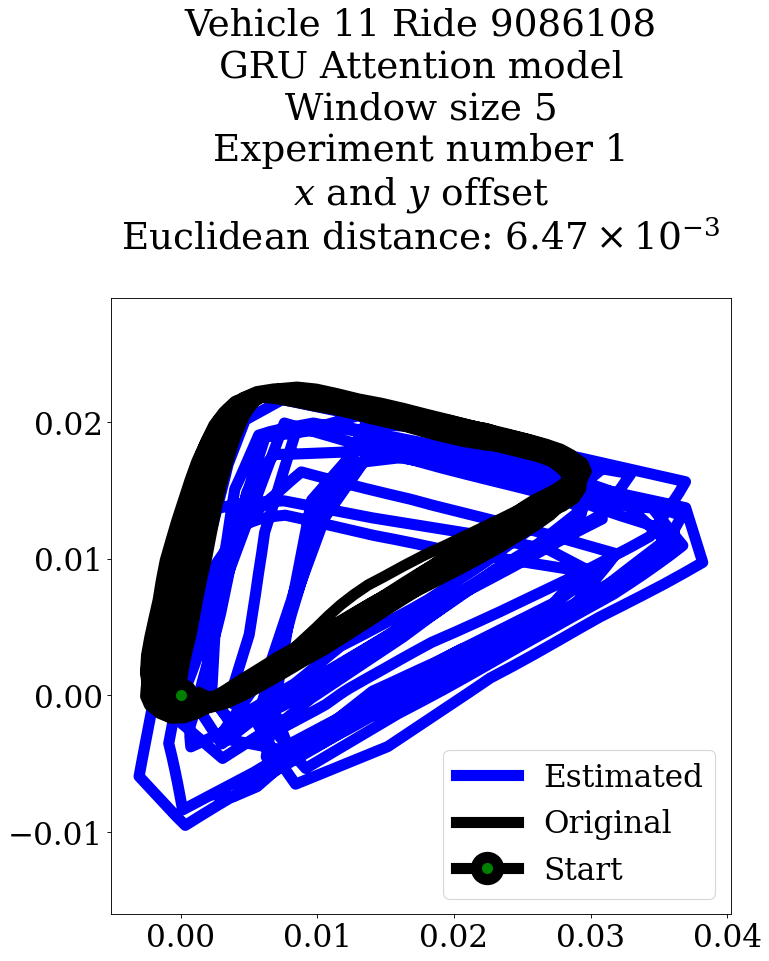 Vehicle 11 Ride 9086108
GRU Attention model
Window size 5
Experiment number 1
x and y offset
Euclidean distance: 6.47 × 10⁻³
0.02
0.01
0.00
−0.01
Estimated
Original
Start
0.00 0.01 0.02 0.03 0.04